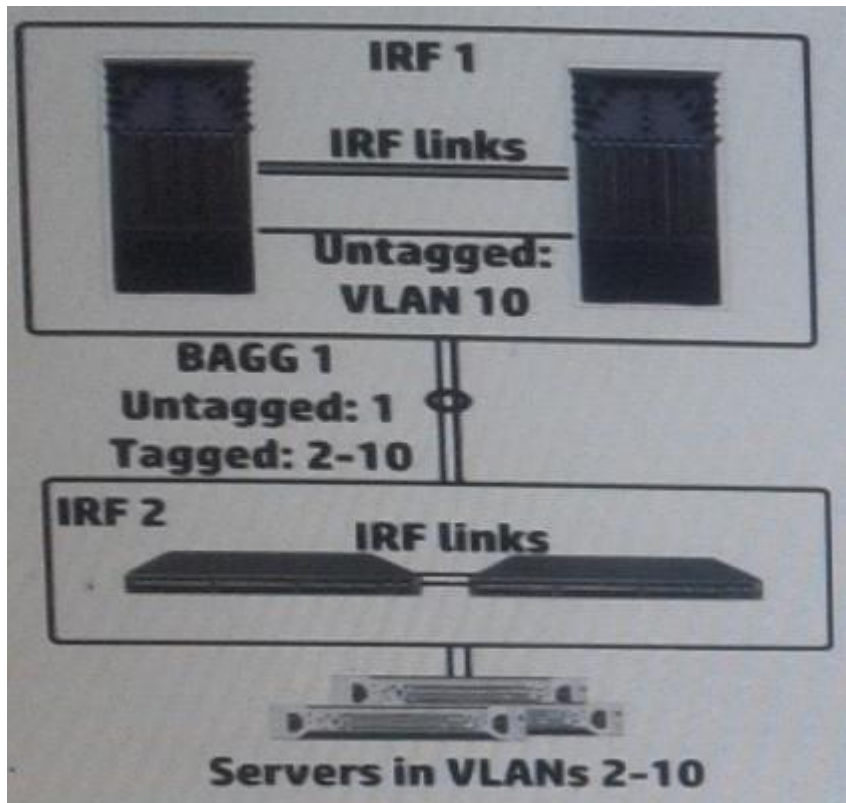 IRF 1
IRF links
Untagged:
VLAN 10
BAGG 1
Untagged: 1
Tagged: 2-10
IRF 2
IRF links
Servers in VLANs 2-10